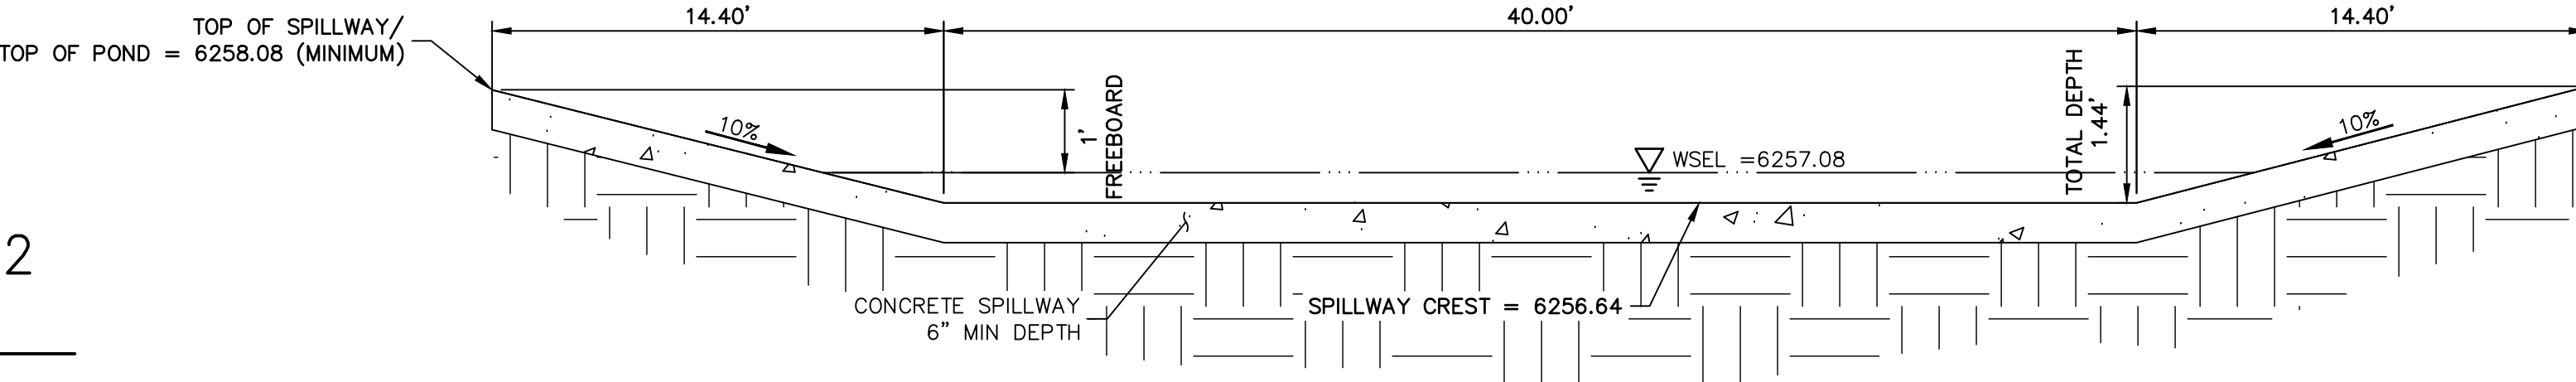 14.40'
40.00'
14.40'
TOP OF SPILLWAY/
TOP OF POND = 6258.08 (MINIMUM)
10%
1'
FREEBOARD
WSEL =6257.08
TOTAL DEPTH
1.44'
10%
2
CONCRETE SPILLWAY
6" MIN DEPTH
SPILLWAY CREST = 6256.64